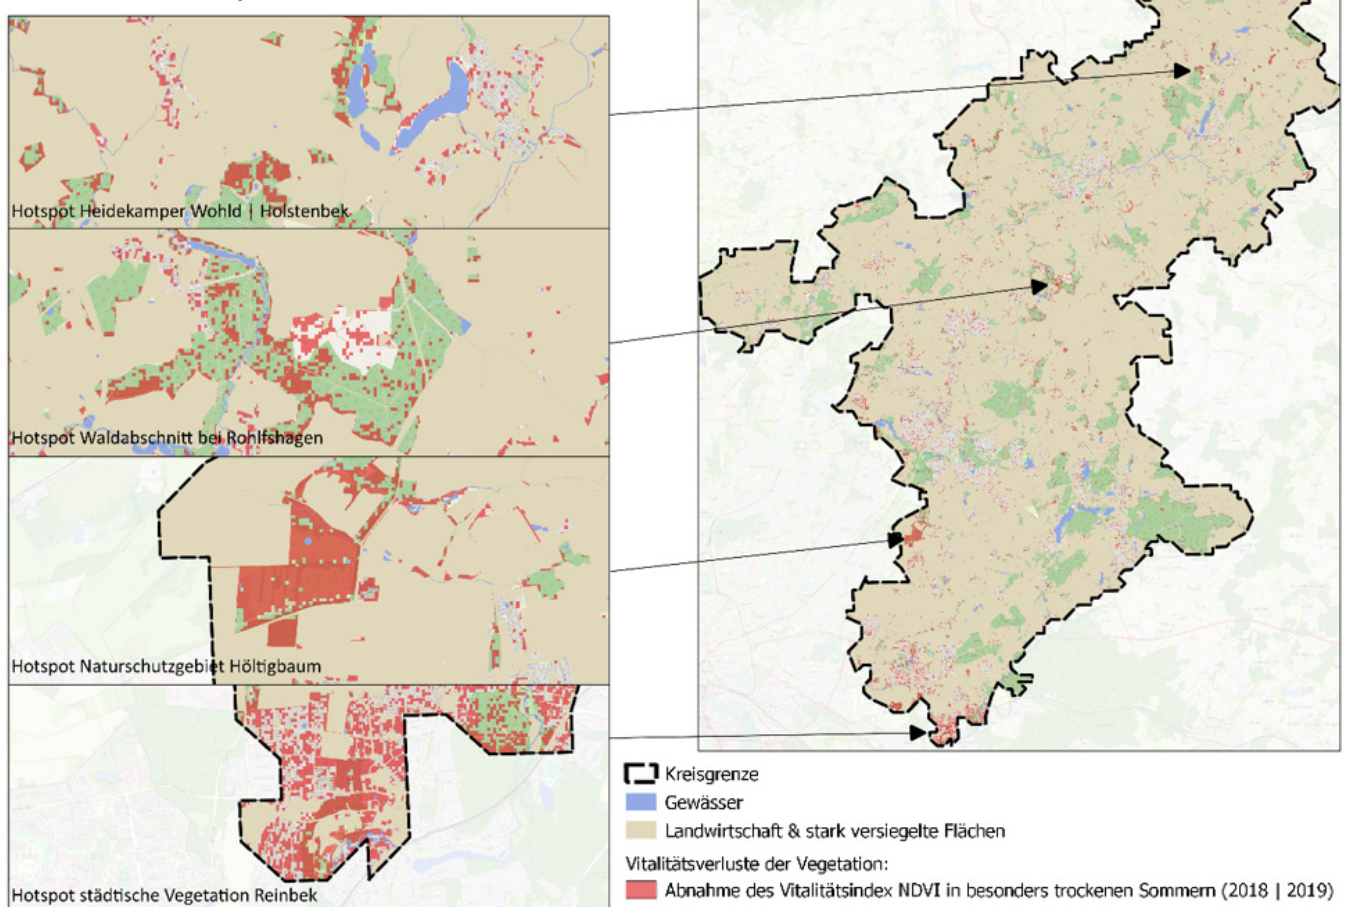 Hotspot Heidekamper Wohld | Holstenbek
Hotspot Waldabschnitt bei Rohlfshagen
Hotspot Naturschutzgebiet Höltigbaum
Hotspot städtische Vegetation Reinbek
Kreisgrenze
Gewässer
Landwirtschaft & stark versiegelte Flächen
Vitalitätsverluste der Vegetation:
Abnahme des Vitalitätsindex NDVI in besonders trockenen Sommern (2018 | 2019)